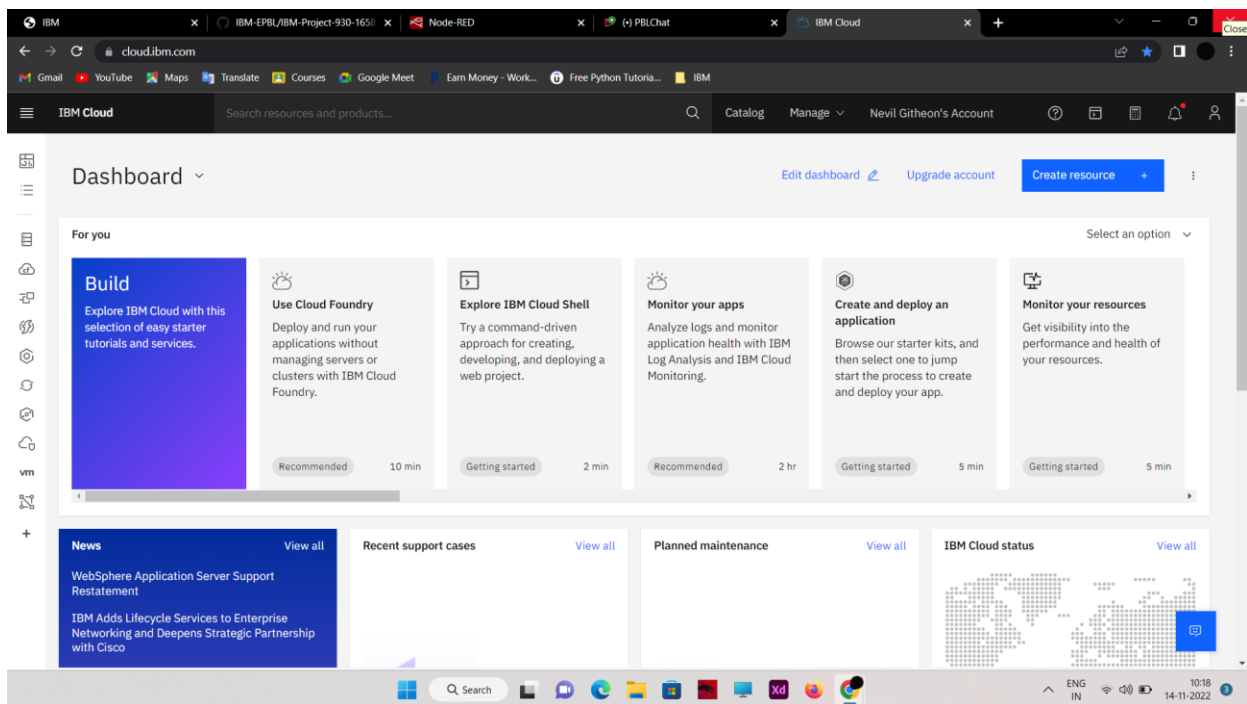 IBM
IBM-EPBL/IBM-Project-930-1658
Node-RED
(•) PBLChat
IBM Cloud
Close
cloud.ibm.com
Gmail
YouTube
Maps
Translate
Courses
Google Meet
Earn Money - Work...
Free Python Tutoria...
IBM
IBM Cloud
Search resources and products...
Catalog
Manage
Nevil Githeon's Account
Dashboard
Edit dashboard
Upgrade account
Create resource +
For you
Select an option
Build
Explore IBM Cloud with this
selection of easy starter
tutorials and services.
Use Cloud Foundry
Deploy and run your
applications without
managing servers or
clusters with IBM Cloud
Foundry.
Recommended
10 min
Explore IBM Cloud Shell
Try a command-driven
approach for creating,
developing, and deploying a
web project.
Getting started
2 min
Monitor your apps
Analyze logs and monitor
application health with IBM
Log Analysis and IBM Cloud
Monitoring.
Recommended
2 hr
Create and deploy an
application
Browse our starter kits, and
then select one to jump
start the process to create
and deploy your app.
Getting started
5 min
Monitor your resources
Get visibility into the
performance and health of
your resources.
Getting started
5 min
vm
News
View all
WebSphere Application Server Support
Restatement
IBM Adds Lifecycle Services to Enterprise
Networking and Deepens Strategic Partnership
with Cisco
Recent support cases
View all
Planned maintenance
View all
IBM Cloud status
View all
Search
Xd
ENG
IN
10:18
14-11-2022
3